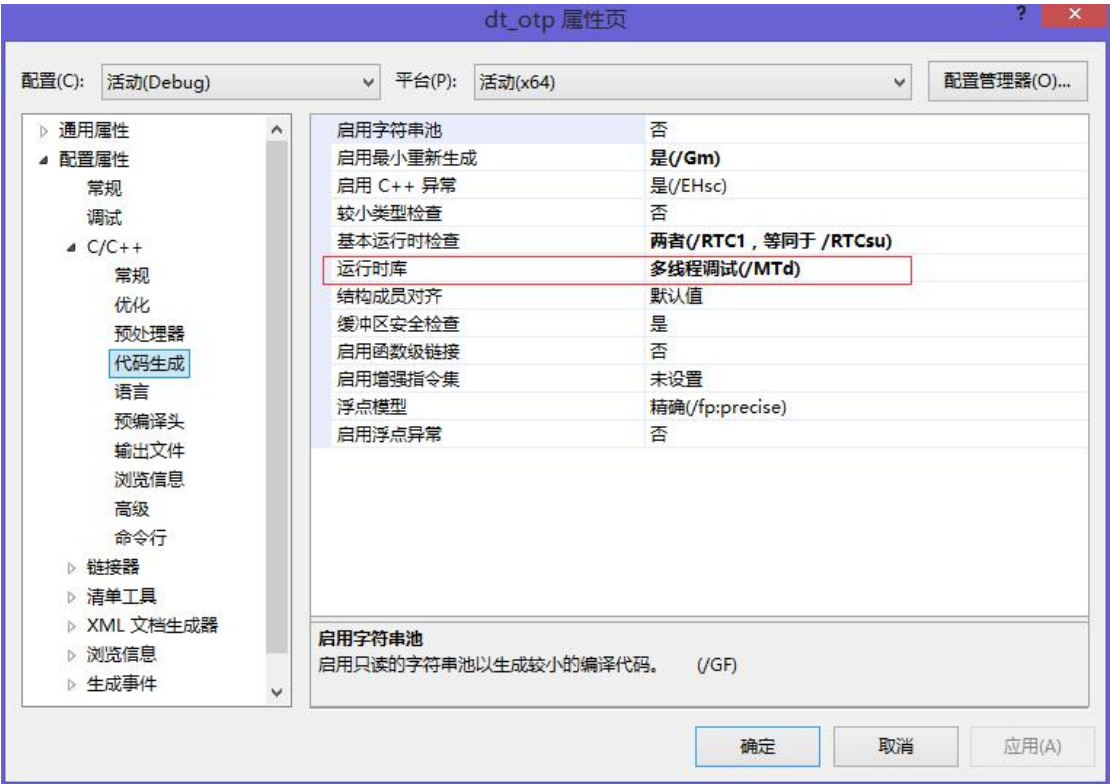 dt_otp 属性页
?
×
配置(C): 活动(Debug) 平台(P): 活动(x64) 配置管理器(O)...
通用属性
配置属性
常规
调试
C/C++
常规
优化
预处理器
代码生成
语言
预编译头
输出文件
浏览信息
高级
命令行
链接器
清单工具
XML 文档生成器
浏览信息
生成事件
启用字符串池 否
启用最小重新生成 是(/Gm)
启用 C++ 异常 是(/EHsc)
较小类型检查 否
基本运行时检查 两者(/RTC1，等同于 /RTCsu)
运行时库 多线程调试(/MTd)
结构成员对齐 默认值
缓冲区安全检查 是
启用函数级链接 否
启用增强指令集 未设置
浮点模型 精确(/fp:precise)
启用浮点异常 否
启用字符串池
启用只读的字符串池以生成较小的编译代码。 (/GF)
确定 取消 应用(A)